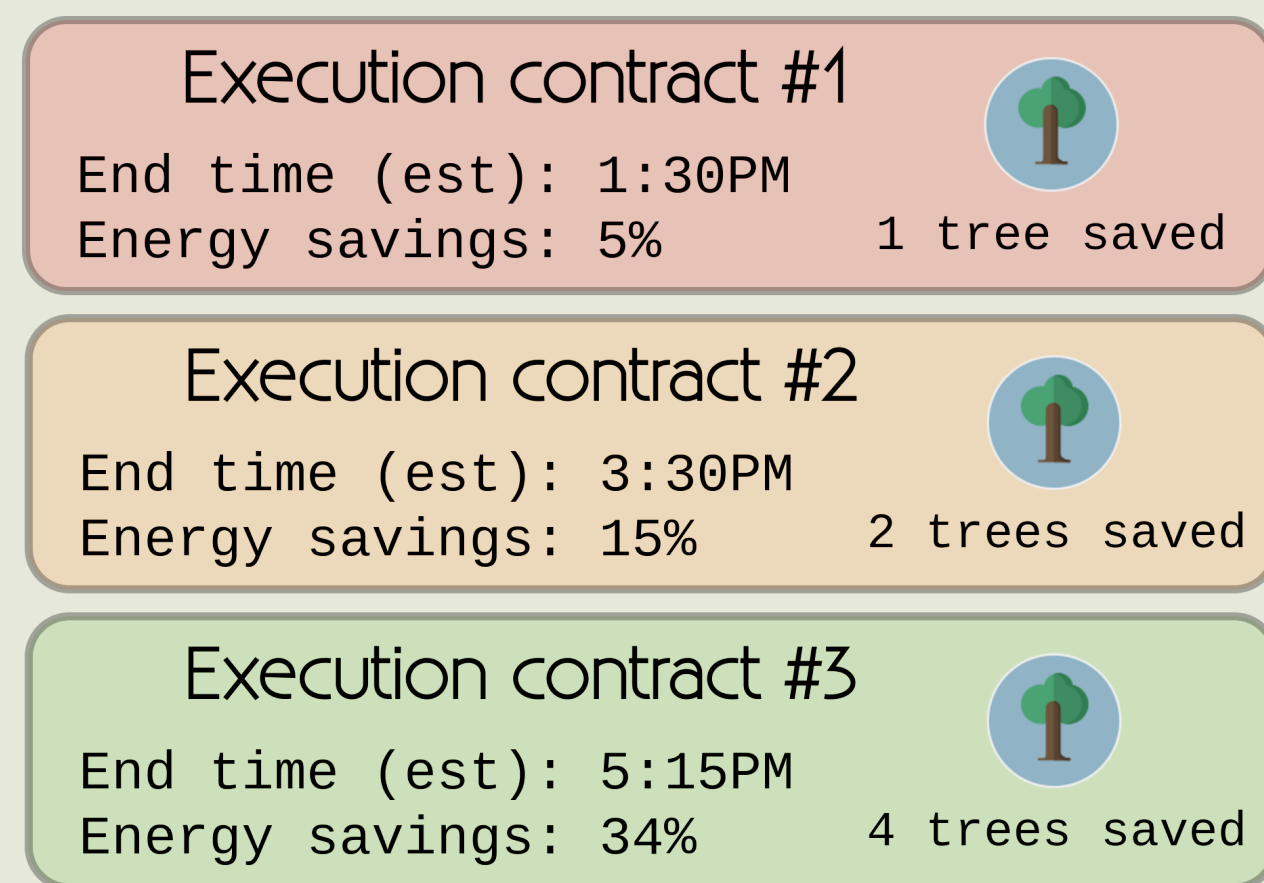 Execution contract #1
End time (est): 1:30PM
Energy savings: 5%
1 tree saved
Execution contract #2
End time (est): 3:30PM
Energy savings: 15%
2 trees saved
Execution contract #3
End time (est): 5:15PM
Energy savings: 34%
4 trees saved